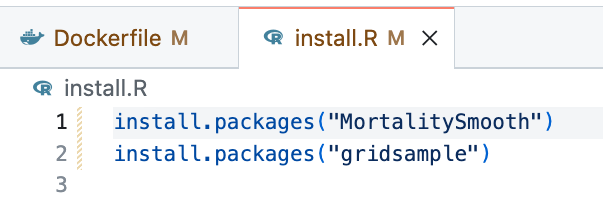 Dockerfile M
install.R M
install.R
1 install.packages("MortalitySmooth")
2 install.packages("gridsample")
3